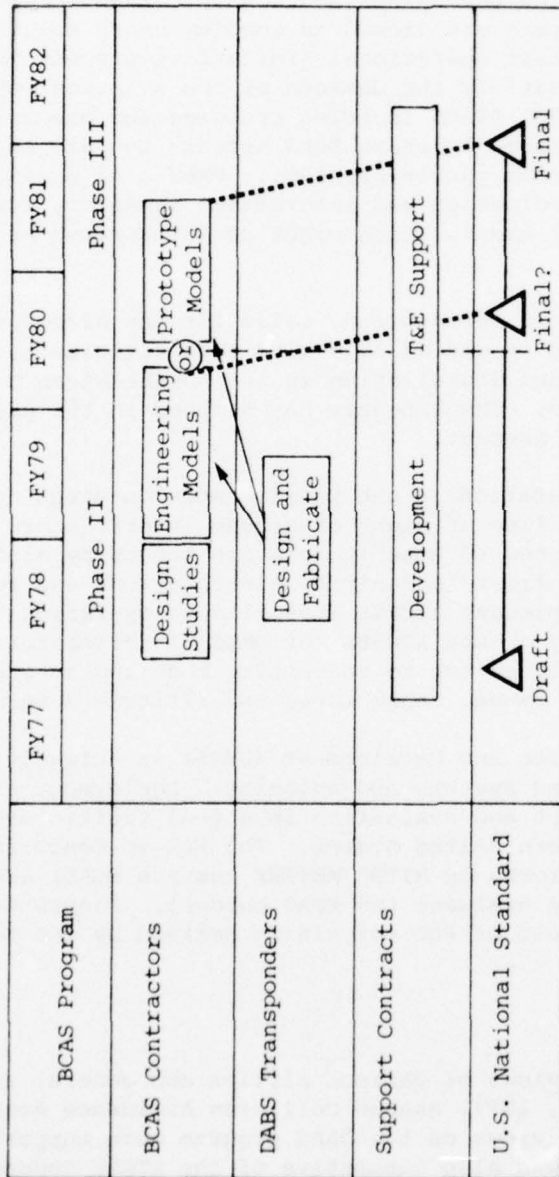 FY77 FY78 FY79 FY80 FY81 FY82
BCAS Program Phase II Phase III
BCAS Contractors
Design
Studies
Engineering
Models
or
Prototype
Models
DABS Transponders
Design and
Fabricate
Support Contracts
Development T&E Support
U.S. National Standard
Draft Final? Final